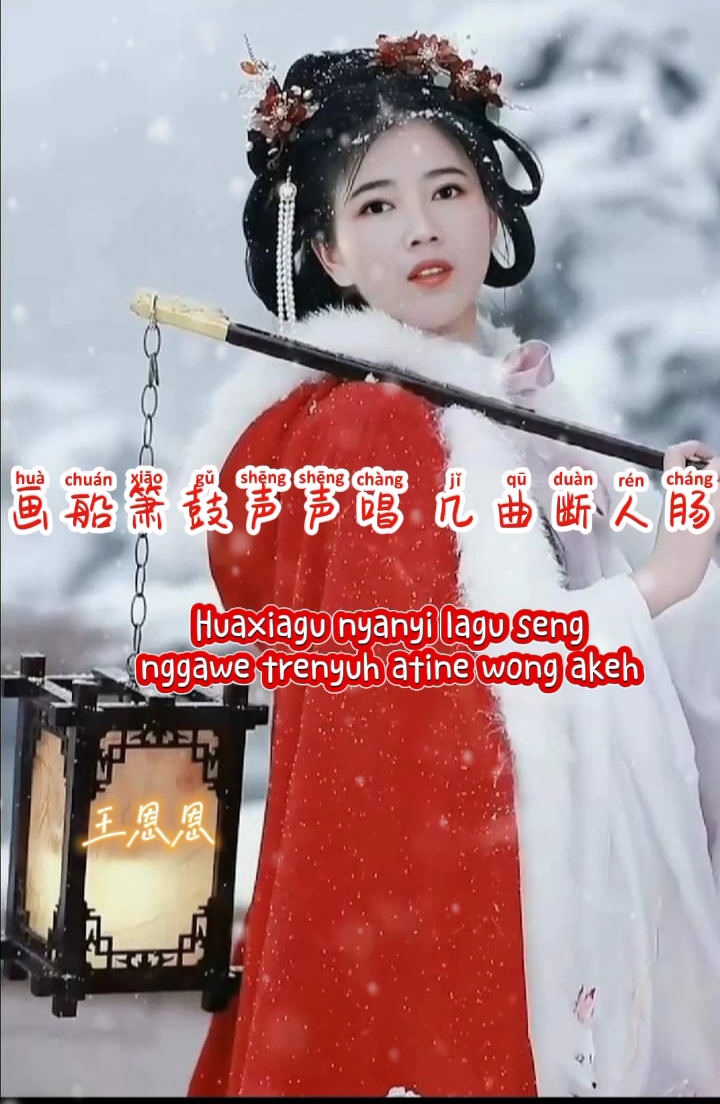 huà chuán xiāo gǔ shēng shēng chàng jǐ qū duàn rén cháng
画船箫鼓声声唱 几曲断人肠
Huaxiagu nyanyi lagu seng
nggawe trenyuh atine wong akeh
王恩恩